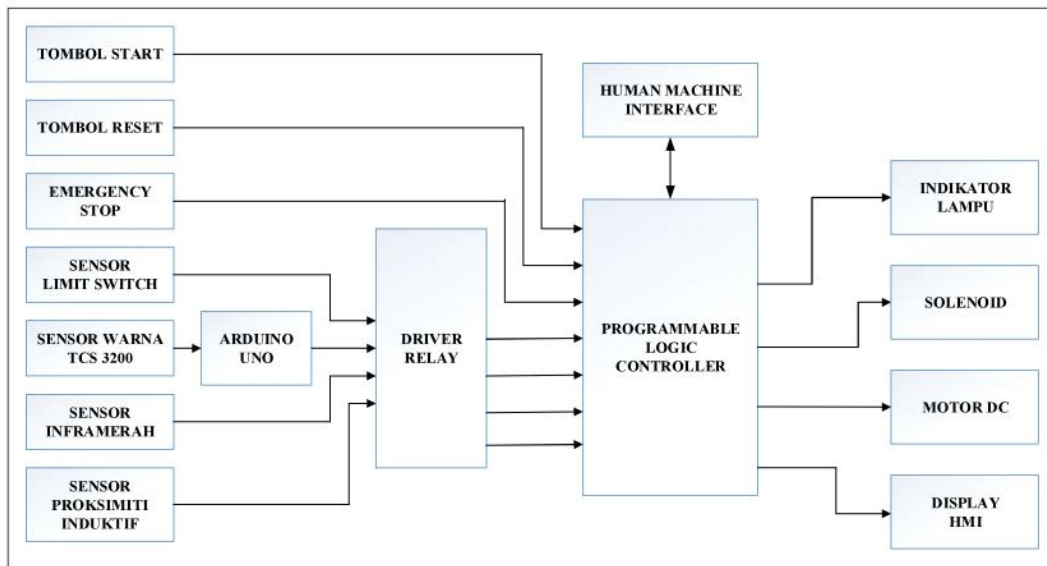 TOMBOL START
TOMBOL RESET
EMERGENCY
STOP
SENSOR
LIMIT SWITCH
SENSOR WARNA
TCS 3200
ARDUINO
UNO
SENSOR
INFRAMERAH
SENSOR
PROKSIMITI
INDUKTIF
DRIVER
RELAY
HUMAN MACHINE
INTERFACE
PROGRAMMABLE
LOGIC
CONTROLLER
INDIKATOR
LAMPU
SOLENOID
MOTOR DC
DISPLAY
HMI